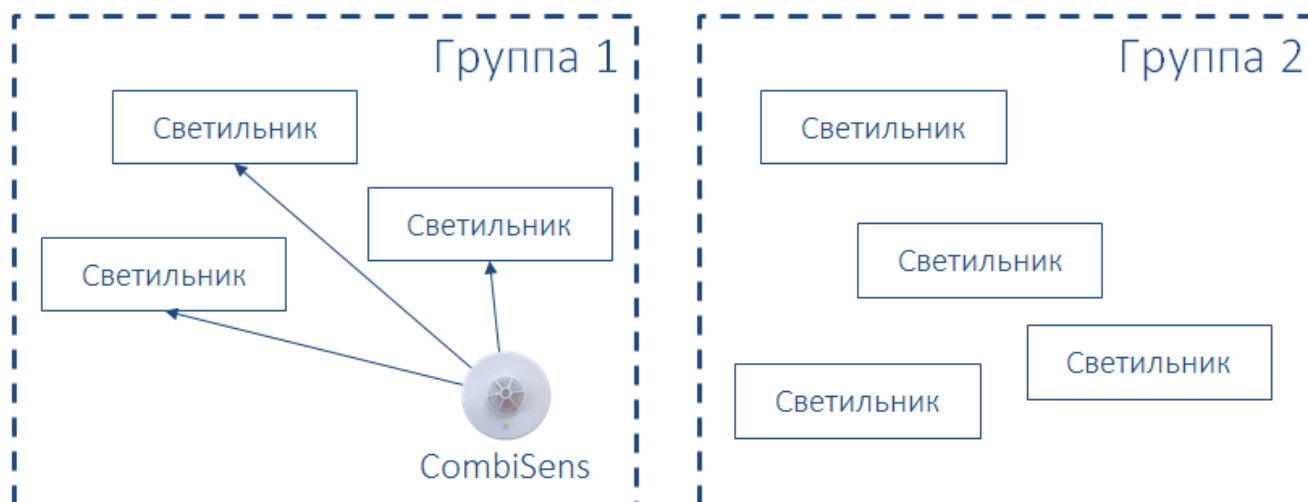 Группа 1
Светильник
Светильник
Светильник
CombiSens
Группа 2
Светильник
Светильник
Светильник
Светильник